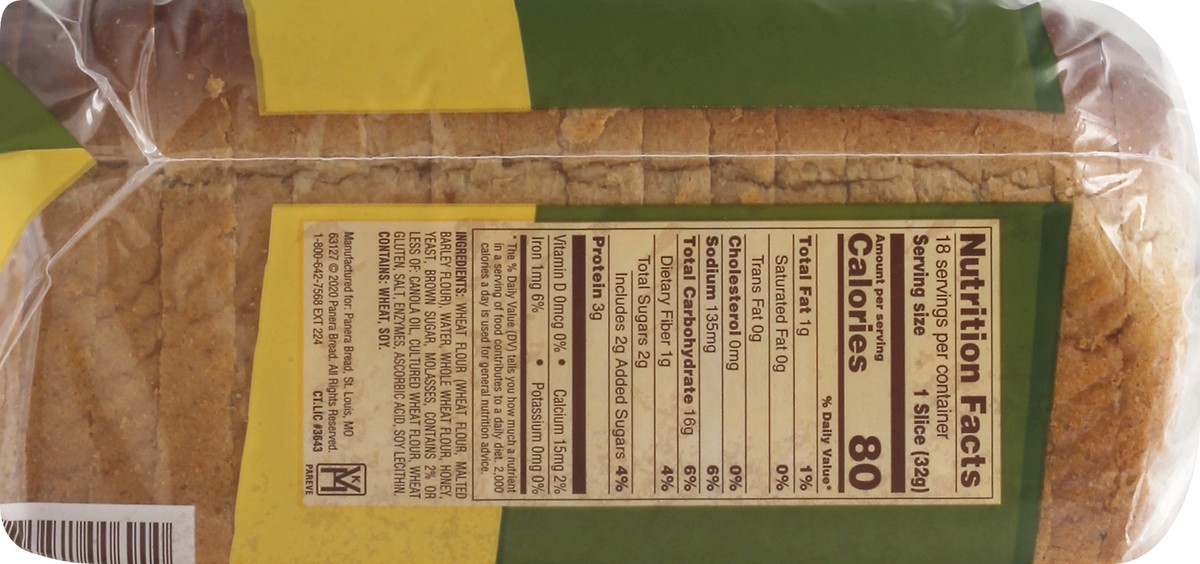 Nutrition Facts
18 servings per container
Serving size 1 Slice (32g)
Amount per serving
Calories 80
% Daily Value*
Total Fat 1g 1%
Saturated Fat 0g 0%
Trans Fat 0g
Cholesterol 0mg 0%
Sodium 135mg 6%
Total Carbohydrate 16g 6%
Dietary Fiber 1g 4%
Total Sugars 2g
Includes 2g Added Sugars 4%
Protein 3g
Vitamin D 0mcg 0% • Calcium 15mg 2%
Iron 1mg 6% • Potassium 0mg 0%
* The % Daily Value (DV) tells you how much a nutrient
in a serving of food contributes to a daily diet. 2,000
calories a day is used for general nutrition advice.
INGREDIENTS: WHEAT FLOUR (WHEAT FLOUR, MALTED
BARLEY FLOUR), WATER, WHOLE WHEAT FLOUR, HONEY,
YEAST, BROWN SUGAR, MOLASSES, CONTAINS 2% OR
LESS OF: CANOLA OIL, CULTURED WHEAT FLOUR, WHEAT
GLUTEN, SALT, ENZYMES, ASCORBIC ACID, SOY LECITHIN.
CONTAINS: WHEAT, SOY.
Manufactured for: Panera Bread, St. Louis, MO
63127 © 2020 Panera Bread. All Rights Reserved.
1-800-642-7568 EXT 224 CT.LIC #3643
K
PAREVE